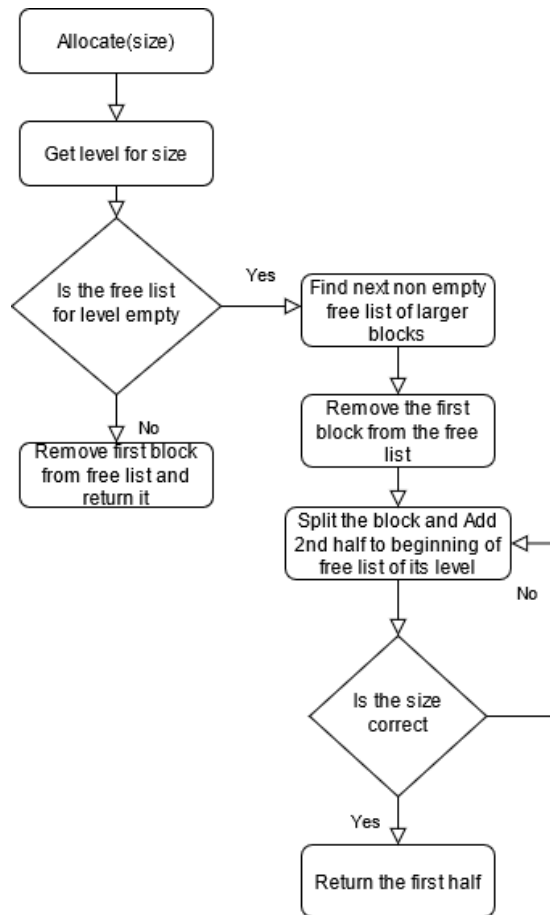 Allocate(size)
Get level for size
Is the free list
for level empty
Yes
Find next non empty
free list of larger
blocks
No
Remove first block
from free list and
return it
Remove the first
block from the free
list
Split the block and Add
2nd half to beginning of
free list of its level
No
Is the size
correct
Yes
Return the first half